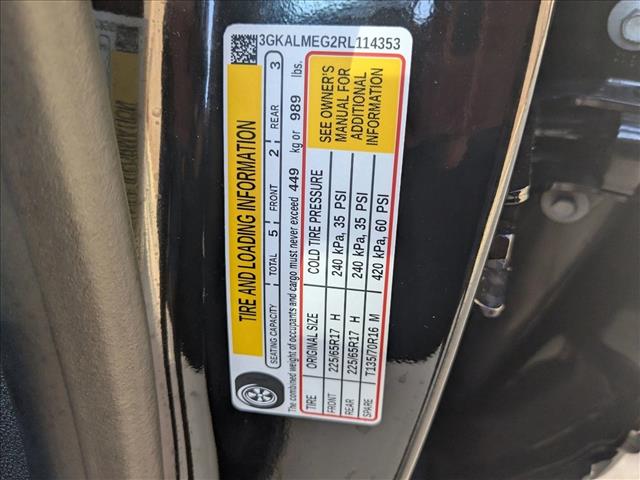 3GKALMEG2RL114353
TIRE AND LOADING INFORMATION
SEATING CAPACITY TOTAL 5 FRONT 2 REAR 3
The combined weight of occupants and cargo must never exceed 449 kg or 989 lbs.
TIRE ORIGINAL SIZE COLD TIRE PRESSURE
FRONT 225/65R17 H 240 kPa, 35 PSI
REAR 225/65R17 H 240 kPa, 35 PSI
SPARE T135/70R16 M 420 kPa, 60 PSI
SEE OWNER'S
MANUAL FOR
ADDITIONAL
INFORMATION